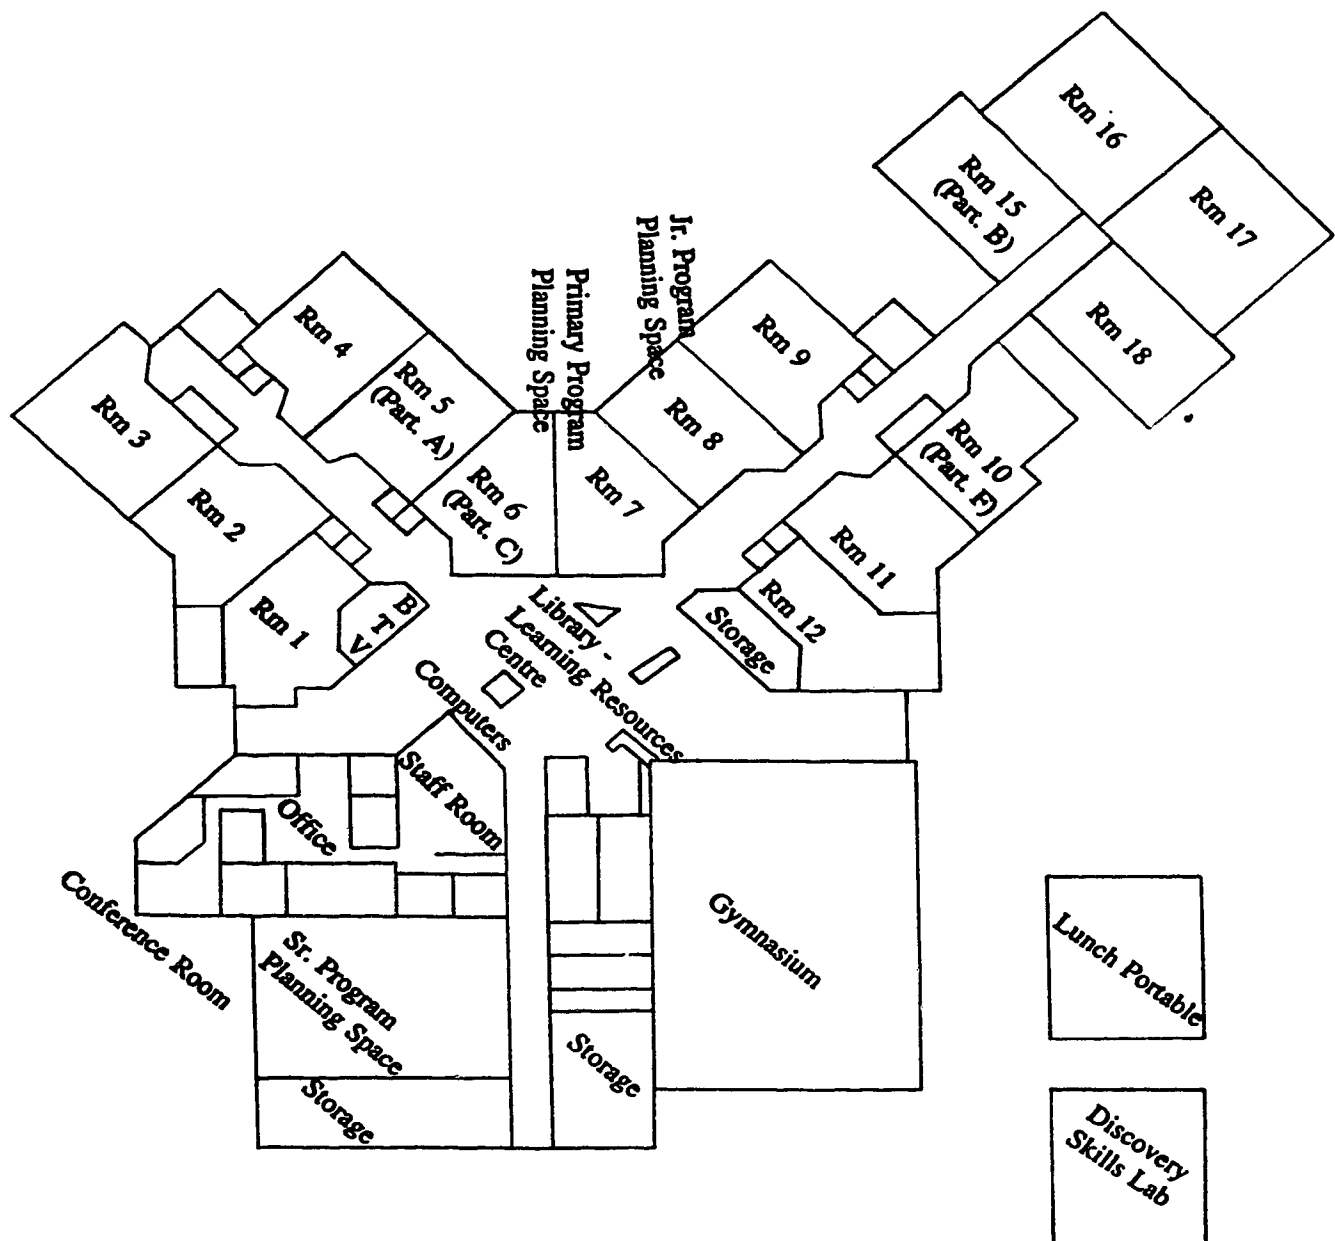 Rm 16
Rm 15
(Part. B)
Rm 17
Rm 18
Jr. Program
Planning Space
Primary Program
Planning Space
Rm 4
Rm 9
Rm 3
Rm 5
(Part. A)
Rm 8
Rm 10
(Part. F)
Rm 2
Rm 6
(Part. C)
Rm 7
Rm 11
Rm 1
B
T
V
Rm 12
Storage
Library -
Learning Resources
Centre
Computers
Staff Room
Office
Conference Room
Gymnasium
Lunch Portable
Sr. Program
Planning Space
Storage
Storage
Discovery
Skills Lab